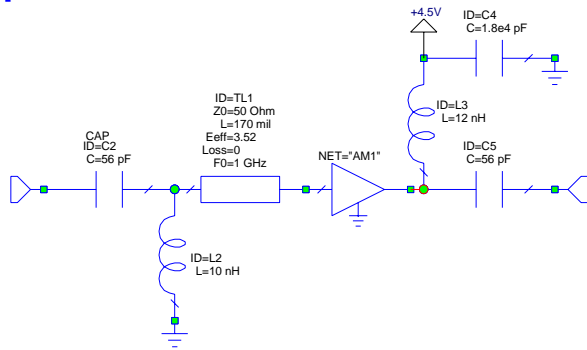 +4.5V
ID=C4
C=1.8e4 pF
ID=TL1
Z0=50 Ohm
L=170 mil
Eeff=3.52
Loss=0
F0=1 GHz
ID=L3
L=12 nH
CAP
ID=C2
C=56 pF
NET="AM1"
ID=C5
C=56 pF
ID=L2
L=10 nH